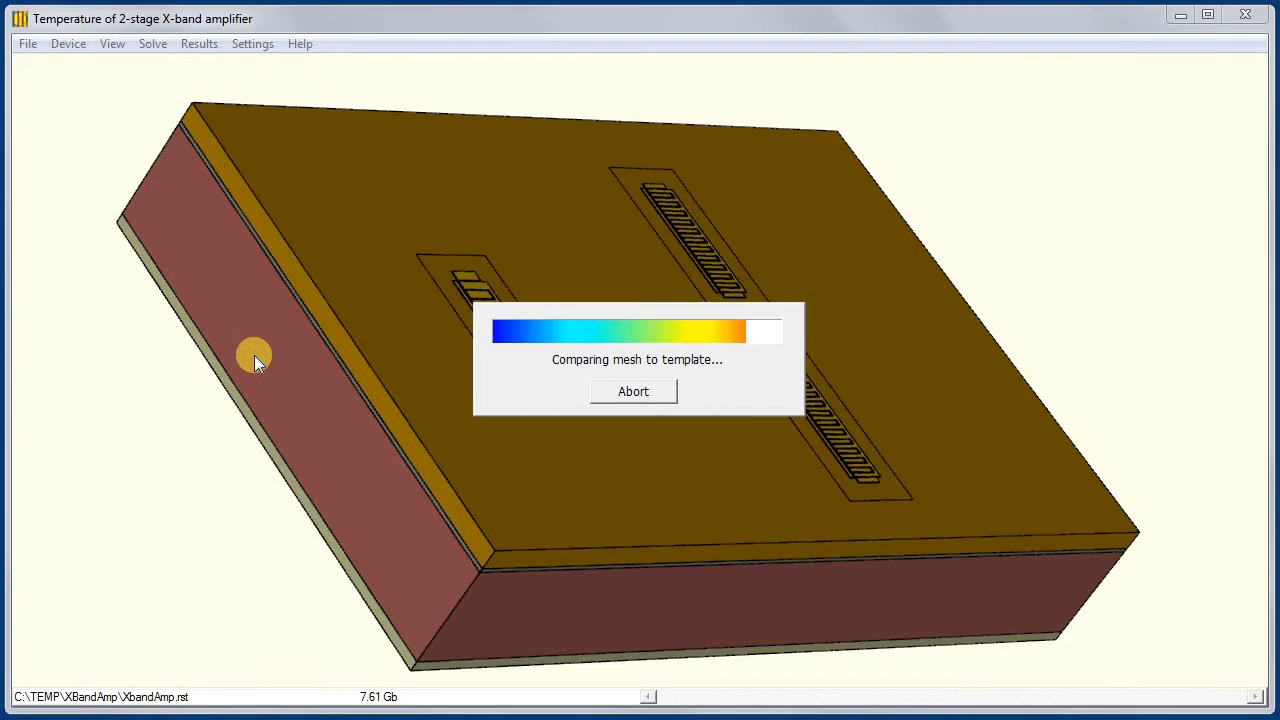 Temperature of 2-stage X-band amplifier
File Device View Solve Results Settings Help
Comparing mesh to template...
Abort
C:\TEMP\XBandAmp\XbandAmp.rst 7.61 Gb